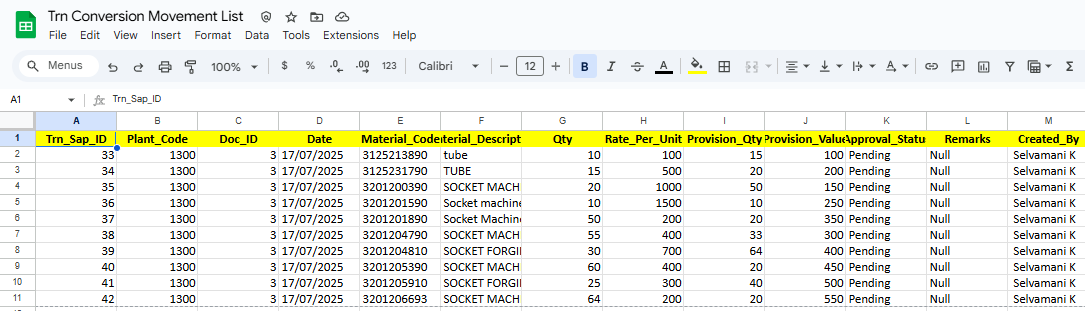 Trn Conversion Movement List
File Edit View Insert Format Data Tools Extensions Help
Menus 100% $ % .0 .00 123 Calibri 12 B I A A Σ
A1 fx Trn_Sap_ID
A B C D E F G H I J K L M
1 Trn_Sap_ID Plant_Code Doc_ID Date Material_Code terial_Descript Qty Rate_Per_Unit Provision_Qty Provision_Value Approval_Statu Remarks Created_By
2 33 1300 3 17/07/2025 3125213890 tube 10 100 15 100 Pending Null Selvamani K
3 34 1300 3 17/07/2025 3125231790 TUBE 15 500 20 200 Pending Null Selvamani K
4 35 1300 3 17/07/2025 3201200390 SOCKET MACH 20 1000 50 150 Pending Null Selvamani K
5 36 1300 3 17/07/2025 3201201590 Socket machine 10 1500 10 250 Pending Null Selvamani K
6 37 1300 3 17/07/2025 3201201890 Socket Machine 50 200 20 350 Pending Null Selvamani K
7 38 1300 3 17/07/2025 3201204790 SOCKET MACH 55 400 33 300 Pending Null Selvamani K
8 39 1300 3 17/07/2025 3201204810 SOCKET FORGI 30 700 64 400 Pending Null Selvamani K
9 40 1300 3 17/07/2025 3201205390 SOCKET MACH 60 400 20 450 Pending Null Selvamani K
10 41 1300 3 17/07/2025 3201205910 SOCKET FORGI 25 300 40 500 Pending Null Selvamani K
11 42 1300 3 17/07/2025 3201206693 SOCKET MACH 64 200 20 550 Pending Null Selvamani K